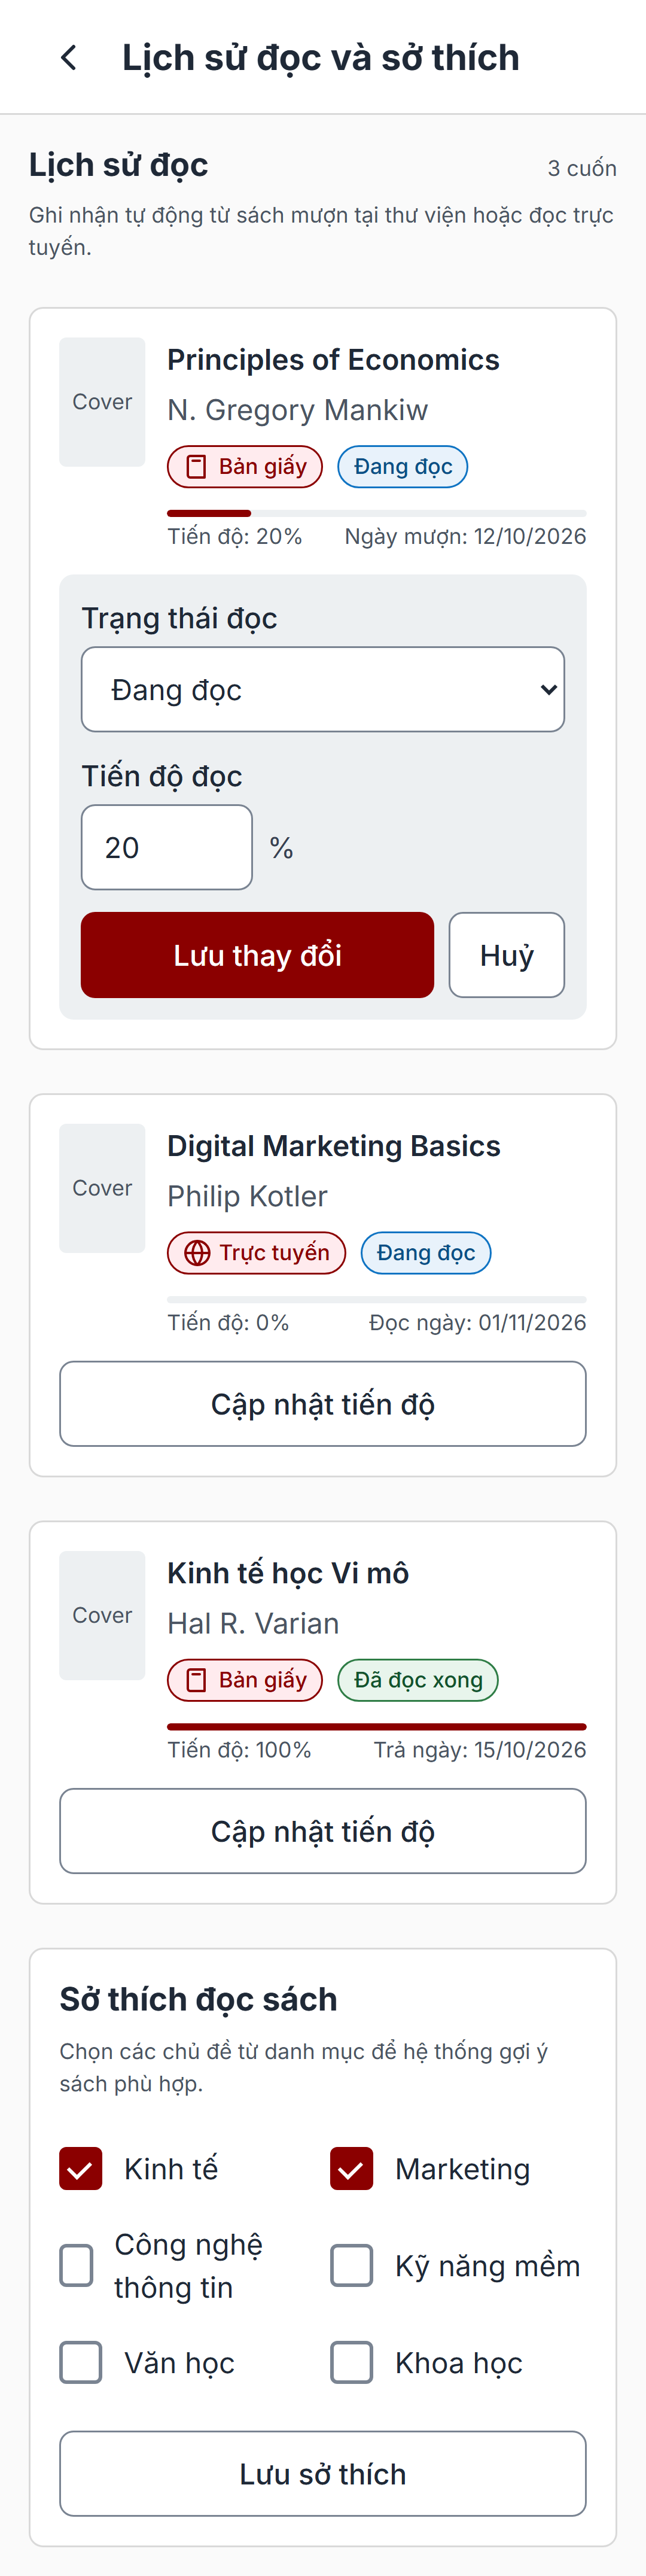 Lịch sử đọc và sở thích
Lịch sử đọc
3 cuốn
Ghi nhận tự động từ sách mượn tại thư viện hoặc đọc trực
tuyến.
Cover
Principles of Economics
N. Gregory Mankiw
Bản giấy
Đang đọc
Tiến độ: 20%
Ngày mượn: 12/10/2026
Trạng thái đọc
Đang đọc
Tiến độ đọc
20
%
Lưu thay đổi
Huỷ
Cover
Digital Marketing Basics
Philip Kotler
Trực tuyến
Đang đọc
Tiến độ: 0%
Đọc ngày: 01/11/2026
Cập nhật tiến độ
Cover
Kinh tế học Vi mô
Hal R. Varian
Bản giấy
Đã đọc xong
Tiến độ: 100%
Trả ngày: 15/10/2026
Cập nhật tiến độ
Sở thích đọc sách
Chọn các chủ đề từ danh mục để hệ thống gợi ý
sách phù hợp.
Kinh tế
Marketing
Công nghệ
thông tin
Kỹ năng mềm
Văn học
Khoa học
Lưu sở thích